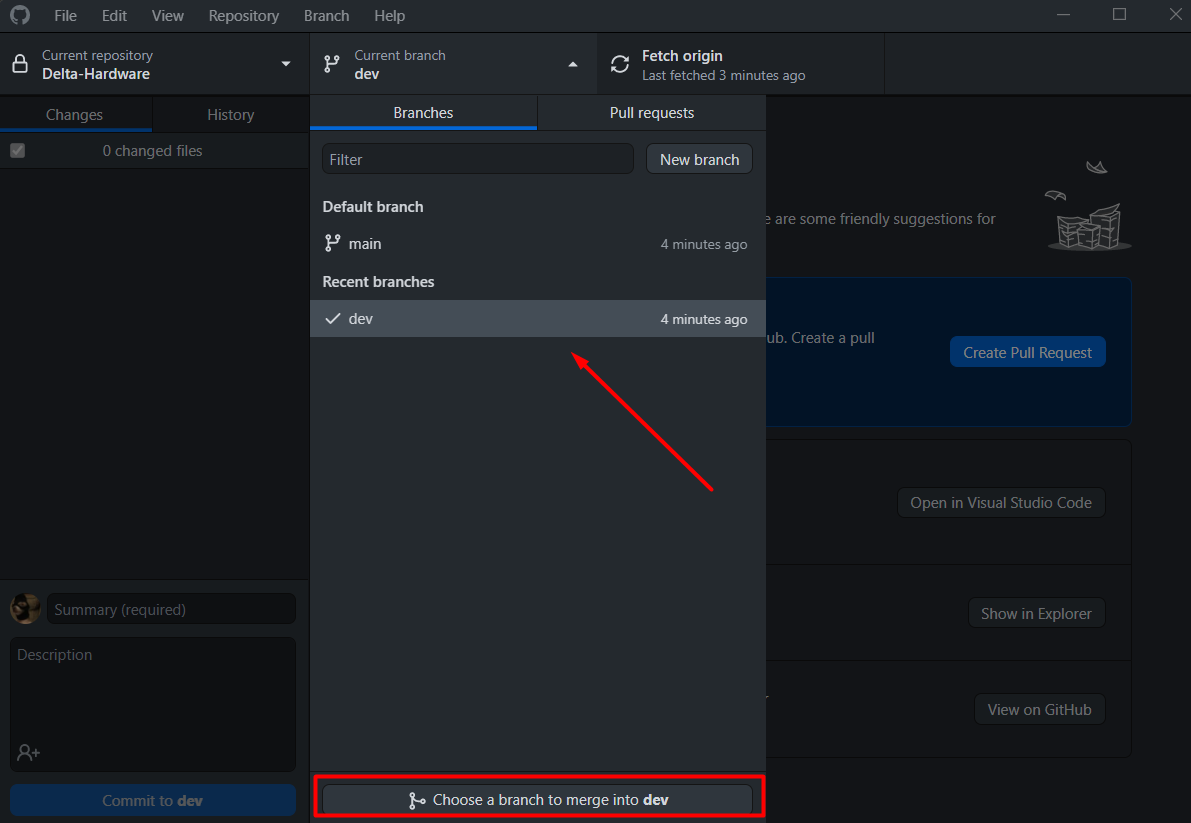 File Edit View Repository Branch Help
Current repository
Delta-Hardware
Current branch
dev
Fetch origin
Last fetched 3 minutes ago
Changes History
0 changed files
Branches Pull requests
Filter
New branch
Default branch
main 4 minutes ago
Recent branches
dev 4 minutes ago
are some friendly suggestions for
Create a pull
Create Pull Request
Open in Visual Studio Code
Show in Explorer
View on GitHub
Summary (required)
Description
Commit to dev
Choose a branch to merge into dev